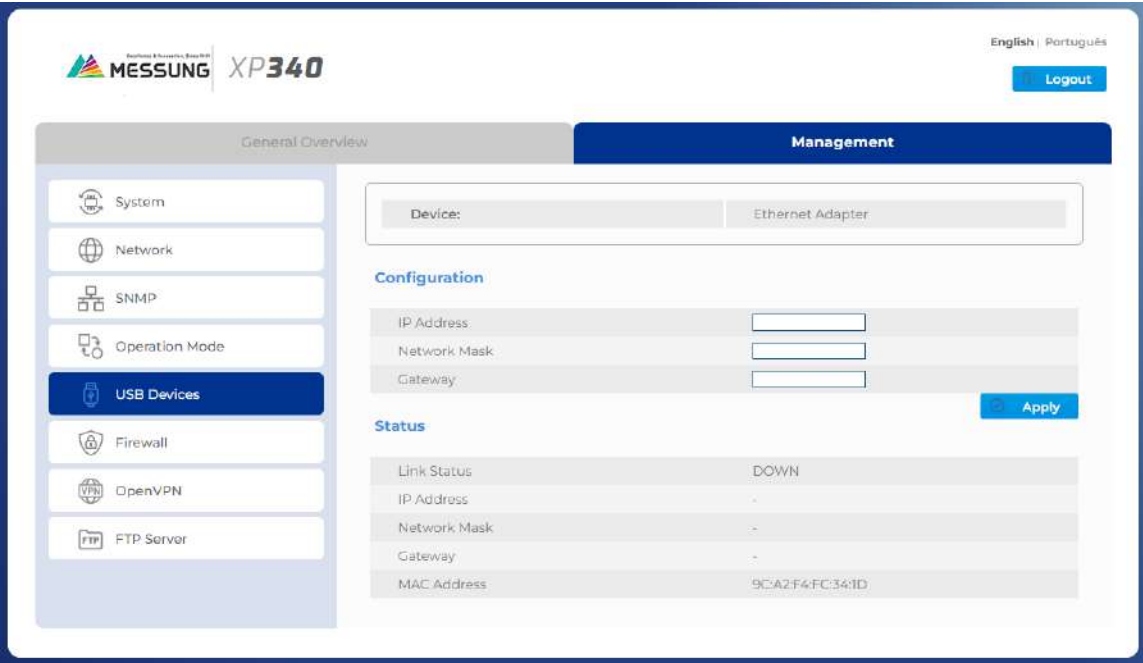 English | Português
MESSUNG XP340
Logout
General Overview
Management
System
Network
SNMP
Operation Mode
USB Devices
Firewall
VPN OpenVPN
FTP FTP Server
Device: Ethernet Adapter
Configuration
IP Address
Network Mask
Gateway
Apply
Status
Link Status DOWN
IP Address -
Network Mask -
Gateway -
MAC Address 9C:A2:F4:FC:34:1D